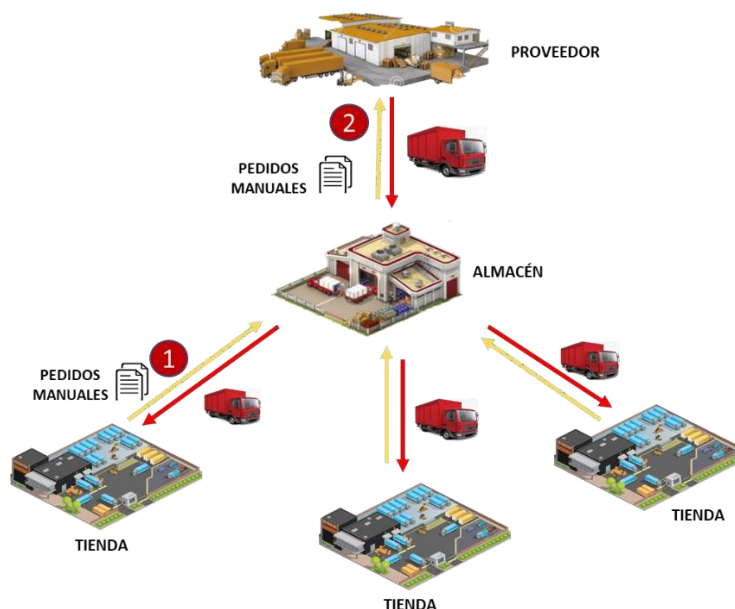 PROVEEDOR
2
PEDIDOS
MANUALES
ALMACÉN
1
PEDIDOS
MANUALES
TIENDA
TIENDA
TIENDA